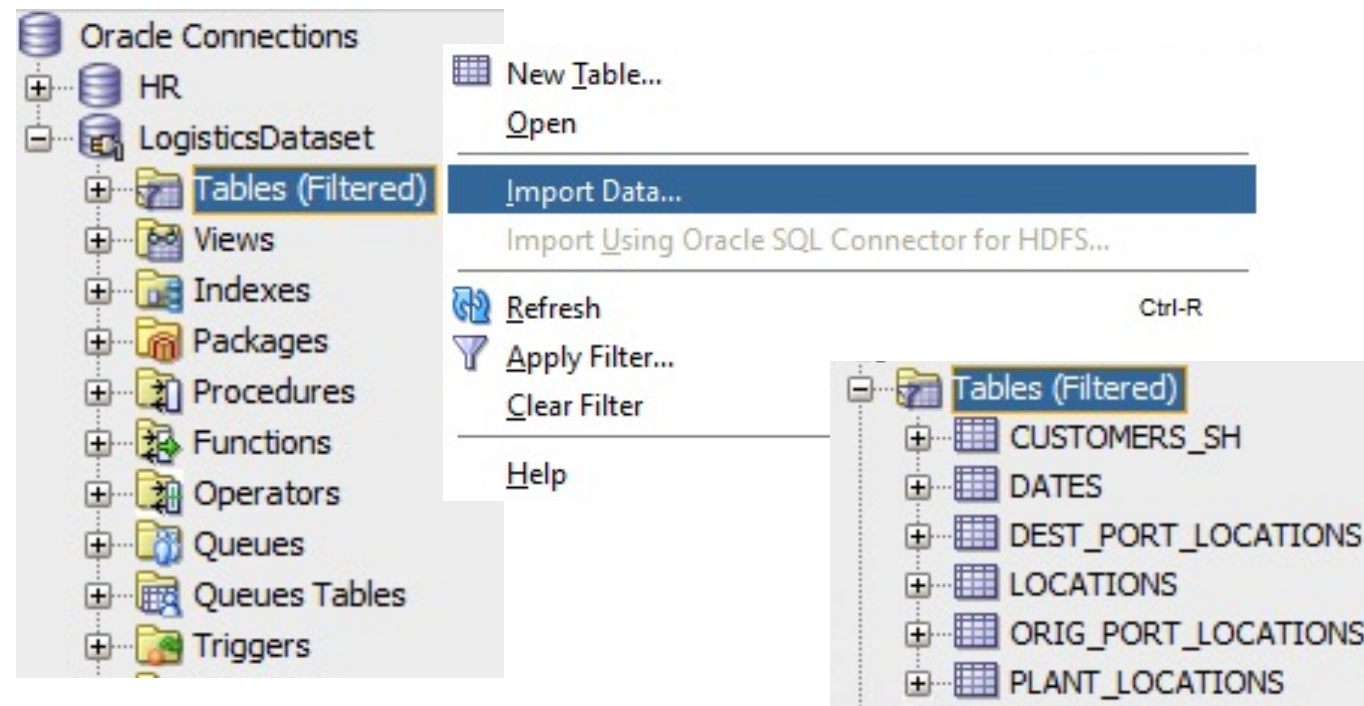 Oracle Connections
HR
LogisticsDataset
Tables (Filtered)
Views
Indexes
Packages
Procedures
Functions
Operators
Queues
Queues Tables
Triggers
New Table...
Open
Import Data...
Import Using Oracle SQL Connector for HDFS...
Refresh Ctrl-R
Apply Filter...
Clear Filter
Help
Tables (Filtered)
CUSTOMERS_SH
DATES
DEST_PORT_LOCATIONS
LOCATIONS
ORIG_PORT_LOCATIONS
PLANT_LOCATIONS